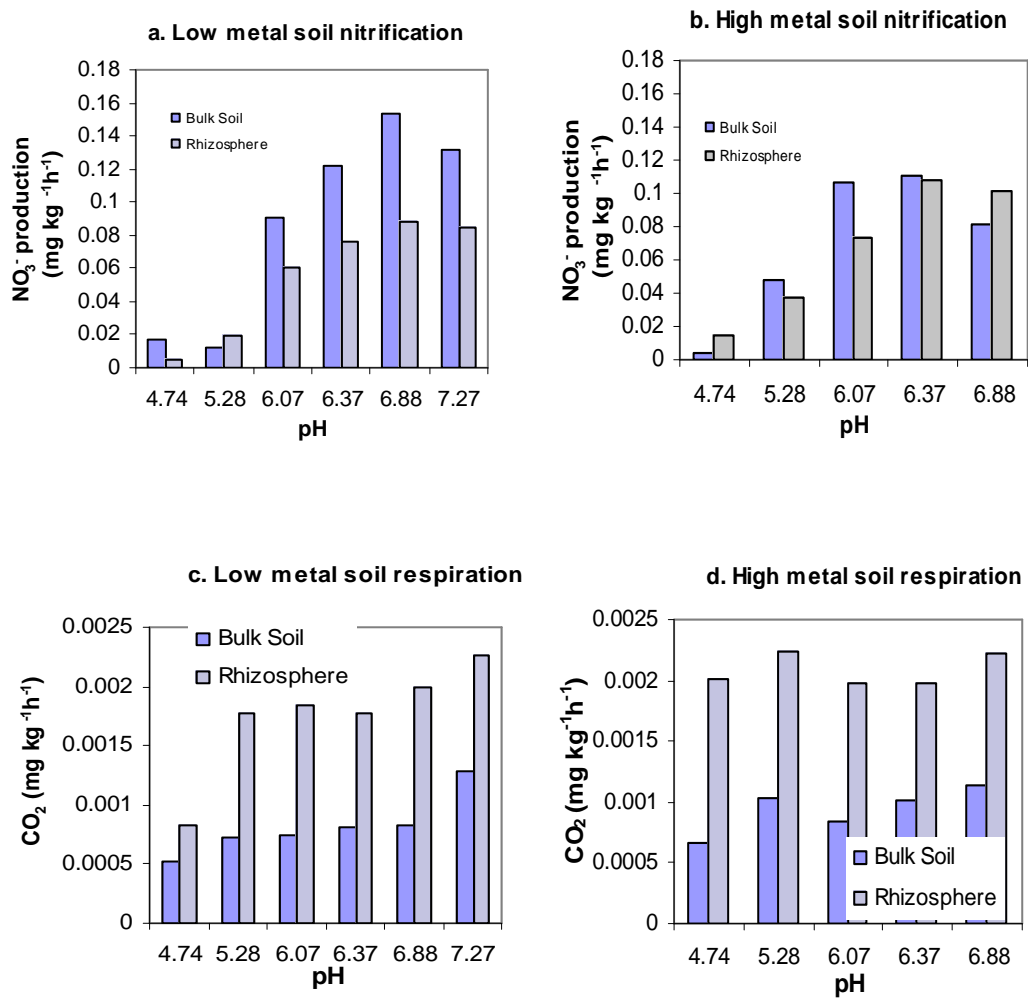 a. Low metal soil nitrification
NO₃⁻ production
(mg kg ⁻¹h⁻¹)
0.18
0.16
0.14
0.12
0.1
0.08
0.06
0.04
0.02
0
Bulk Soil
Rhizosphere
4.74 5.28 6.07 6.37 6.88 7.27
pH
b. High metal soil nitrification
NO₃⁻ production
(mg kg ⁻¹h⁻¹)
0.18
0.16
0.14
0.12
0.1
0.08
0.06
0.04
0.02
0
Bulk Soil
Rhizosphere
4.74 5.28 6.07 6.37 6.88
pH
c. Low metal soil respiration
CO₂ (mg kg ⁻¹h⁻¹)
0.0025
0.002
0.0015
0.001
0.0005
0
Bulk Soil
Rhizosphere
4.74 5.28 6.07 6.37 6.88 7.27
pH
d. High metal soil respiration
CO₂ (mg kg⁻¹h⁻¹)
0.0025
0.002
0.0015
0.001
0.0005
0
Bulk Soil
Rhizosphere
4.74 5.28 6.07 6.37 6.88
pH